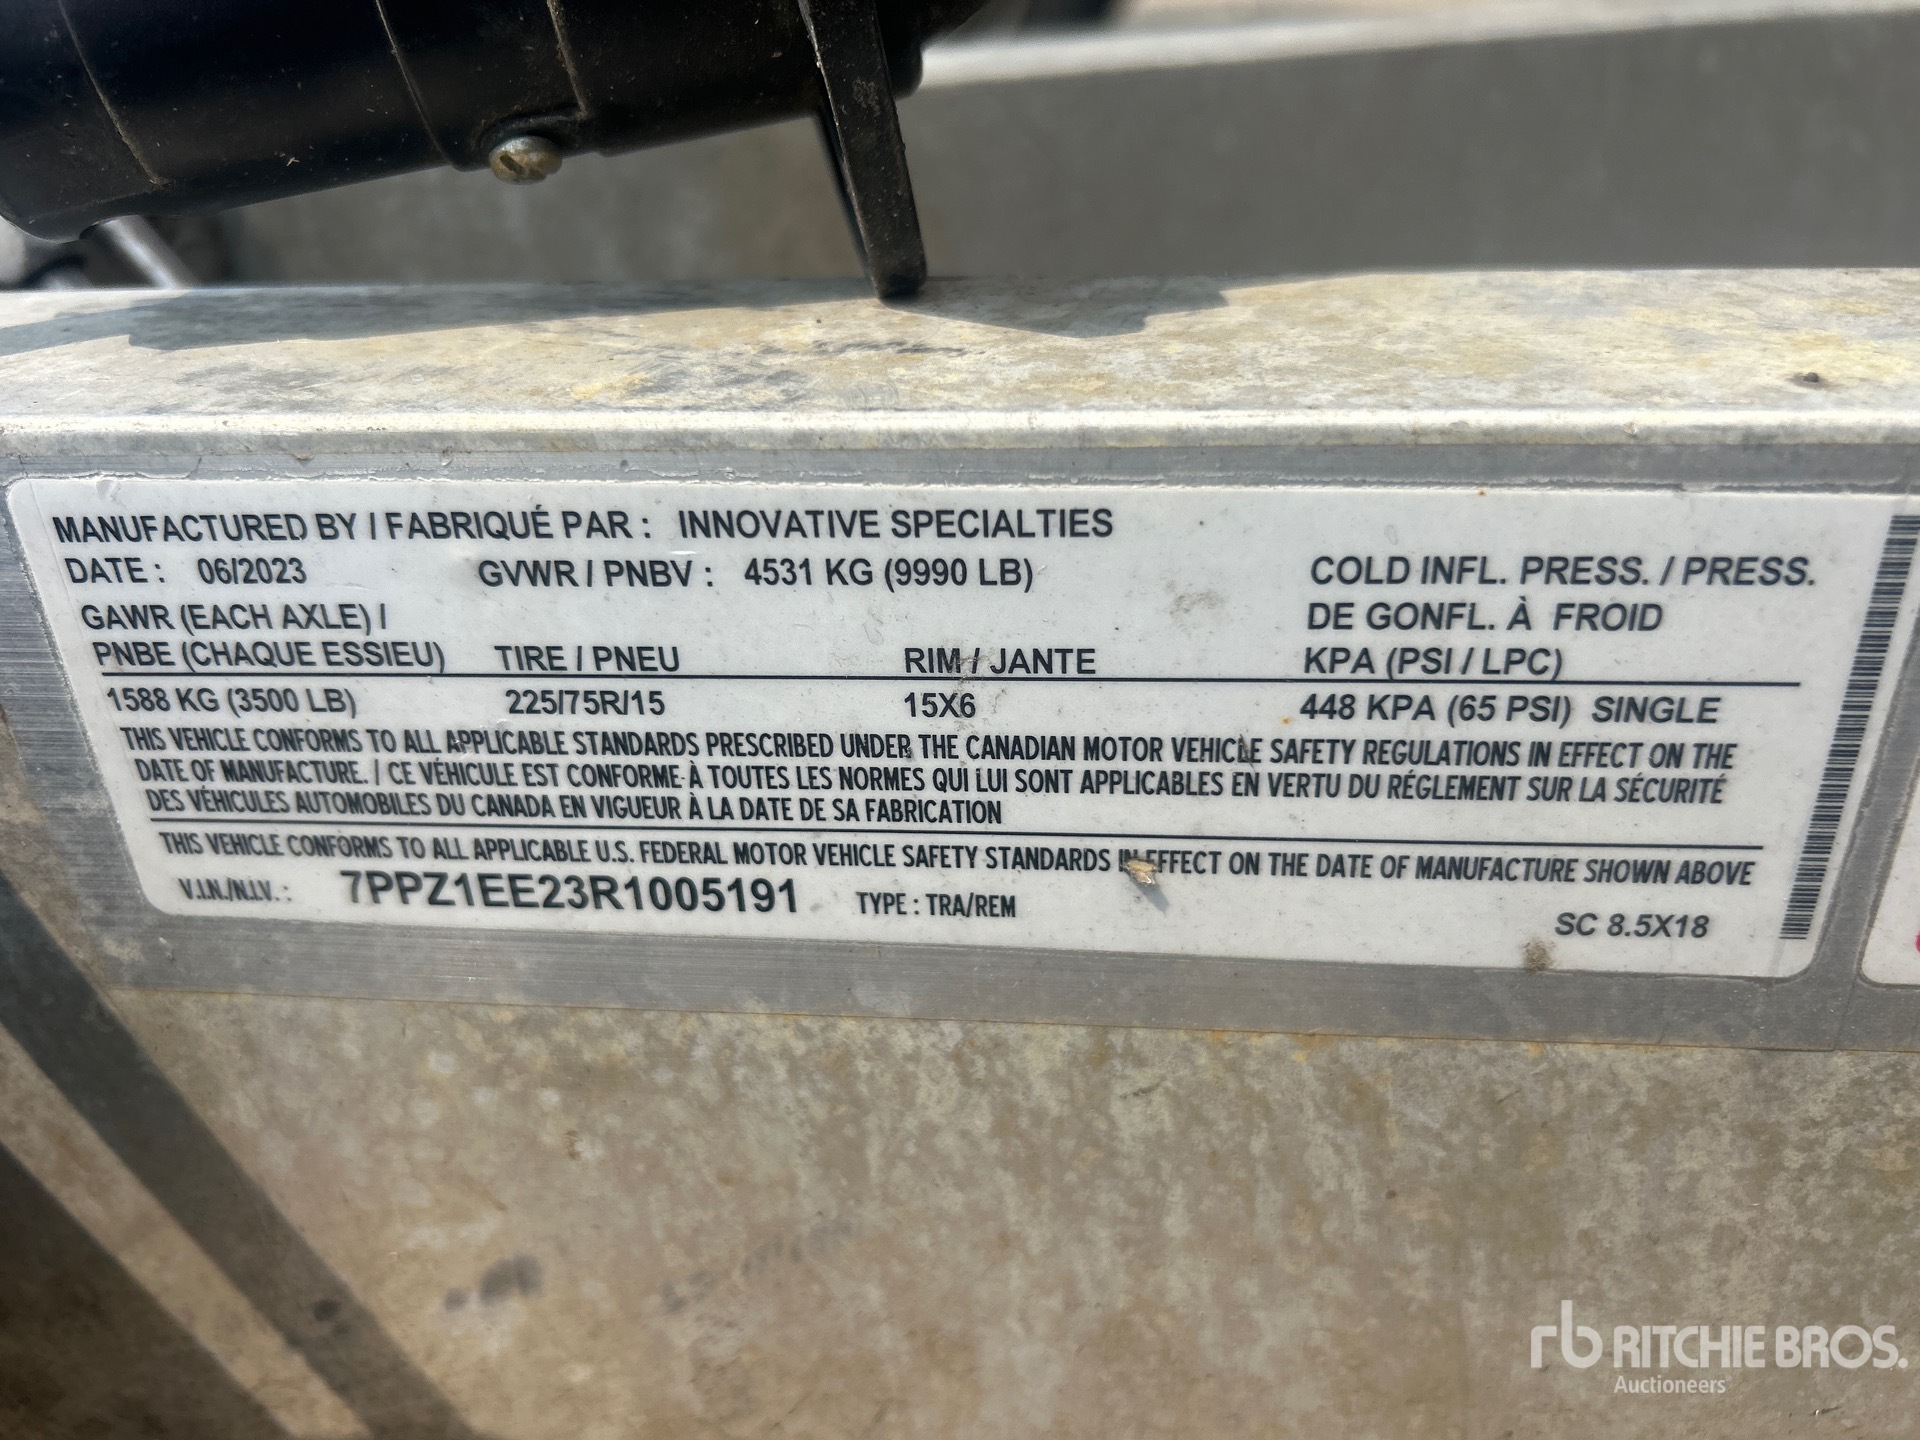 MANUFACTURED BY / FABRIQUÉ PAR : INNOVATIVE SPECIALTIES
DATE : 06/2023 GVWR / PNBV : 4531 KG (9990 LB) COLD INFL. PRESS. / PRESS.
GAWR (EACH AXLE) / DE GONFL. À FROID
PNBE (CHAQUE ESSIEU) TIRE / PNEU RIM / JANTE KPA (PSI / LPC)
1588 KG (3500 LB) 225/75R/15 15X6 448 KPA (65 PSI) SINGLE
THIS VEHICLE CONFORMS TO ALL APPLICABLE STANDARDS PRESCRIBED UNDER THE CANADIAN MOTOR VEHICLE SAFETY REGULATIONS IN EFFECT ON THE
DATE OF MANUFACTURE. / CE VÉHICULE EST CONFORME À TOUTES LES NORMES QUI LUI SONT APPLICABLES EN VERTU DU RÉGLEMENT SUR LA SÉCURITÉ
DES VÉHICULES AUTOMOBILES DU CANADA EN VIGUEUR À LA DATE DE SA FABRICATION
THIS VEHICLE CONFORMS TO ALL APPLICABLE U.S. FEDERAL MOTOR VEHICLE SAFETY STANDARDS IN EFFECT ON THE DATE OF MANUFACTURE SHOWN ABOVE
V.I.N./N.I.V. : 7PPZ1EE23R1005191 TYPE : TRA/REM SC 8.5X18
rb RITCHIE BROS.
Auctioneers